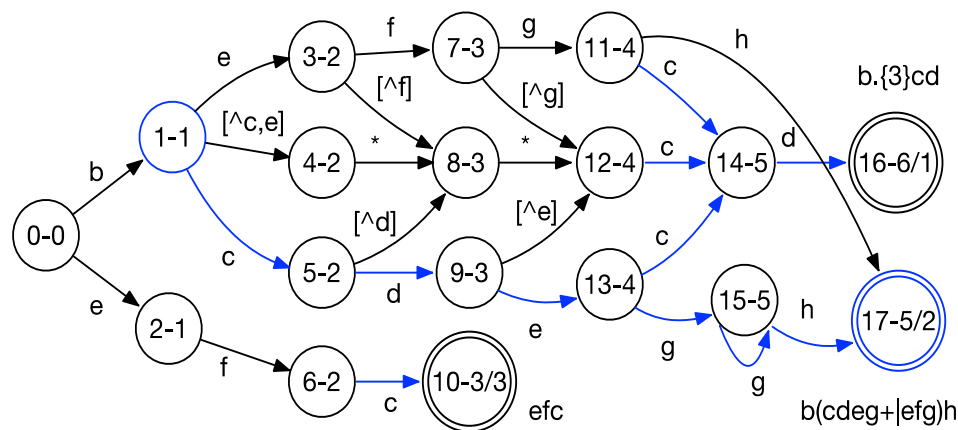 f
g
3-2
7-3
11-4
h
e
[^f]
[^g]
c
b.{3}cd
1-1
[^c,e]
4-2
*
8-3
*
12-4
c
14-5
d
16-6/1
b
0-0
c
[^d]
[^e]
c
5-2
d
9-3
13-4
15-5
h
17-5/2
e
2-1
e
g
g
f
6-2
c
10-3/3
efc
b(cdeg+|efg)h